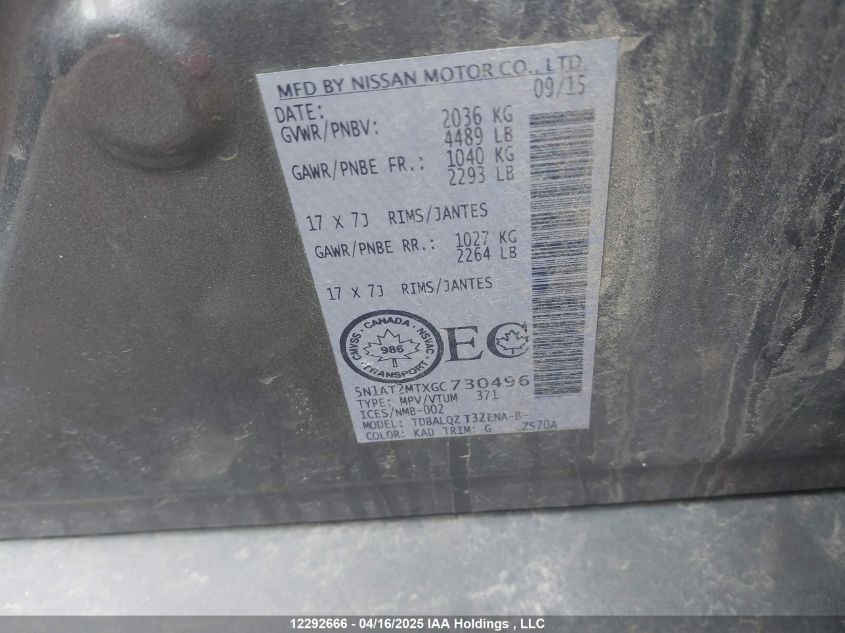 MFD BY NISSAN MOTOR CO., LTD
DATE: 09/15
GVWR/PNBV: 2036 KG
4489 LB
GAWR/PNBE FR.: 1040 KG
2293 LB
17 X 7J RIMS/JANTES
GAWR/PNBE RR.: 1027 KG
2264 LB
17 X 7J RIMS/JANTES
CANADA
CMVSS · NSVAC
986
TRANSPORT
EC
5N1AT2MTXGC730496
TYPE: MPV/VTUM 371
ICES/NMB-002
MODEL: TDBALQZ T32ENA-B-
COLOR: KAD TRIM: G ZS70A
12292666 - 04/16/2025 IAA Holdings , LLC